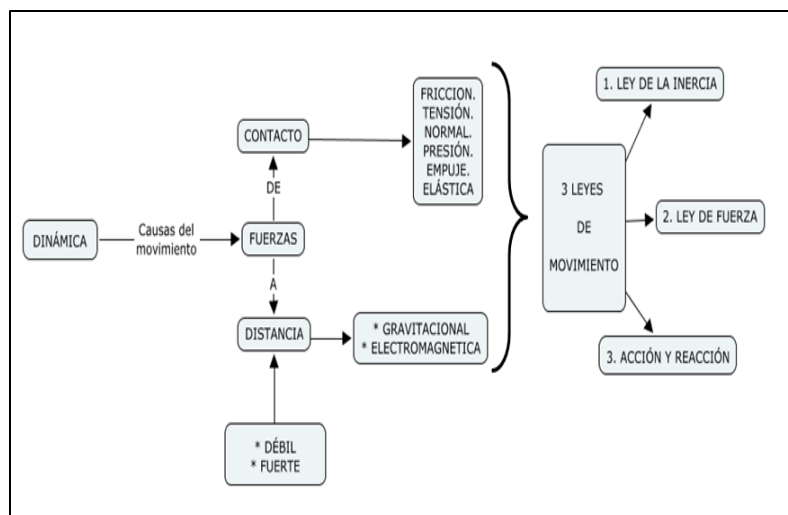 DINÁMICA
Causas del
movimiento
FUERZAS
DE
CONTACTO
FRICCION.
TENSIÓN.
NORMAL.
PRESIÓN.
EMPUJE.
ELÁSTICA
A
DISTANCIA
* GRAVITACIONAL
* ELECTROMAGNETICA
* DÉBIL
* FUERTE
3 LEYES
DE
MOVIMIENTO
1. LEY DE LA INERCIA
2. LEY DE FUERZA
3. ACCIÓN Y REACCIÓN